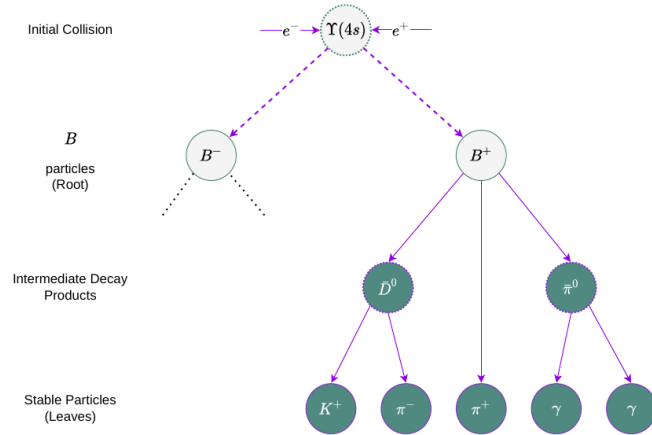 Initial Collision
e⁻ ϒ(4s) e⁺
B
particles
(Root)
B⁻ B⁺
Intermediate Decay
Products
D̄⁰ π̄⁰
Stable Particles
(Leaves)
K⁺ π⁻ π⁺ γ γ